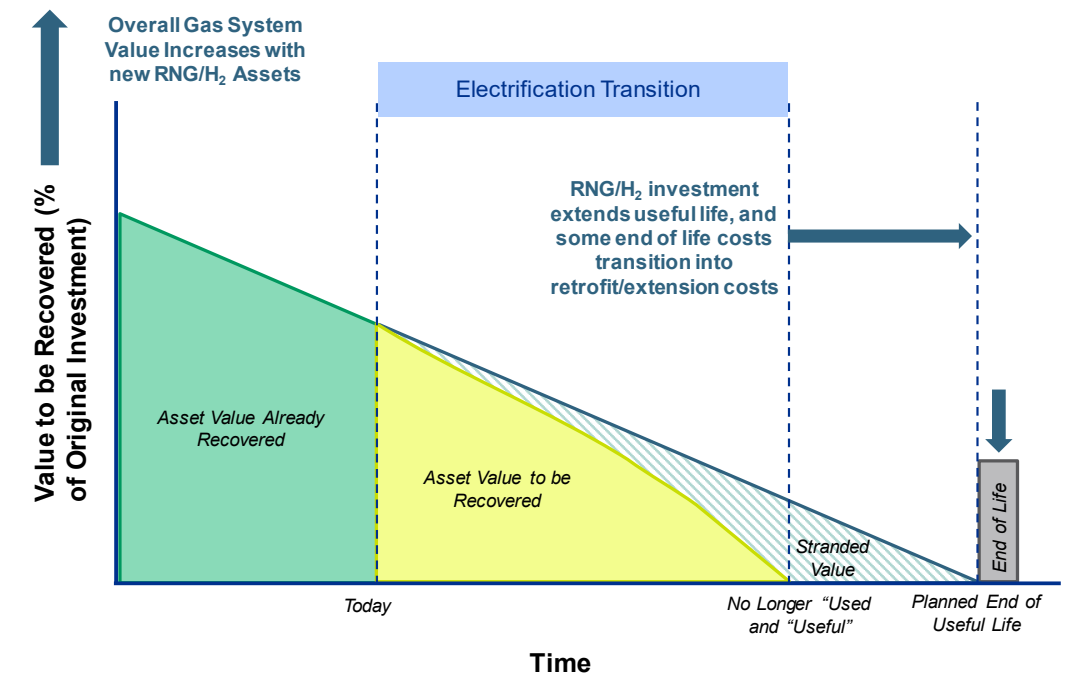 Overall Gas System
Value Increases with
new RNG/H₂ Assets
Electrification Transition
RNG/H₂ investment
extends useful life, and
some end of life costs
transition into
retrofit/extension costs
Value to be Recovered (%
of Original Investment)
Asset Value Already
Recovered
Asset Value to be
Recovered
Stranded
Value
End of Life
Today
No Longer “Used
and “Useful”
Planned End of
Useful Life
Time